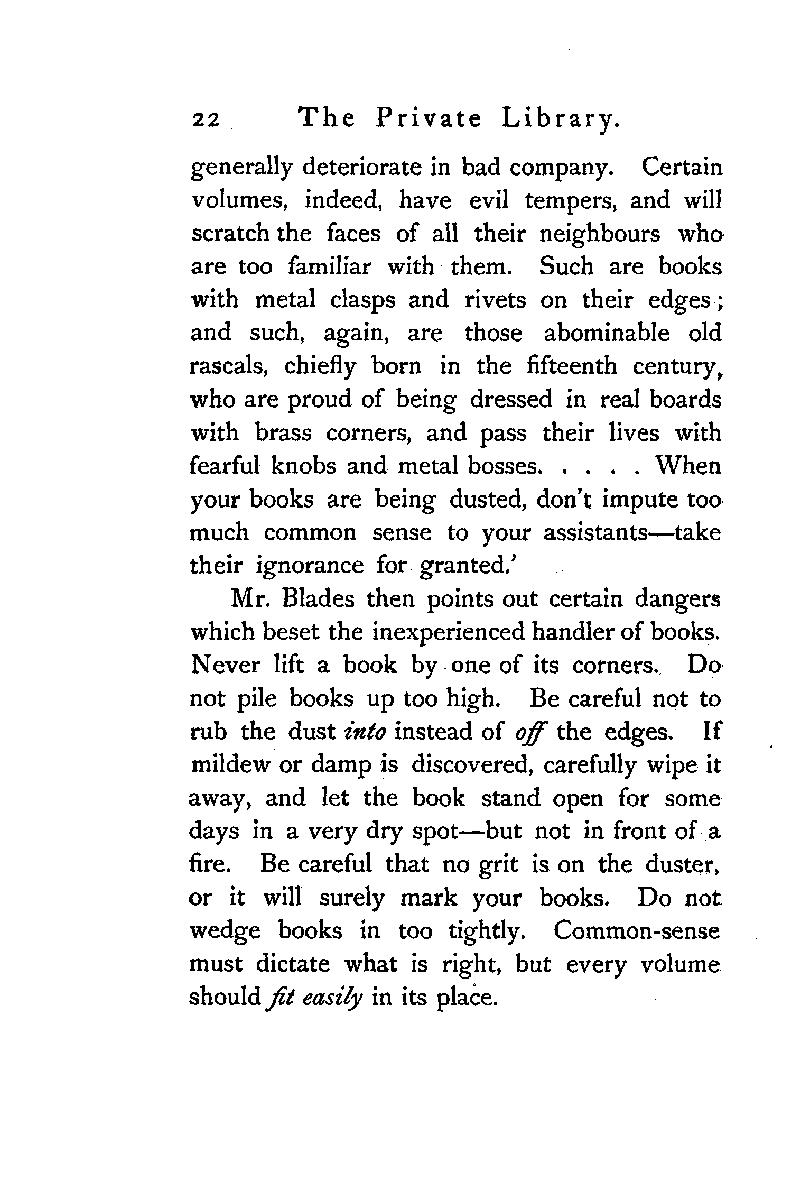 22 The Private Library.
generally deteriorate in bad company. Certain
volumes, indeed, have evil tempers, and will
scratch the faces of all their neighbours who
are too familiar with them. Such are books
with metal clasps and rivets on their edges;
and such, again, are those abominable old
rascals, chiefly born in the fifteenth century,
who are proud of being dressed in real boards
with brass corners, and pass their lives with
fearful knobs and metal bosses. . . . . . When
your books are being dusted, don't impute too
much common sense to your assistants—take
their ignorance for granted.'
Mr. Blades then points out certain dangers
which beset the inexperienced handler of books.
Never lift a book by one of its corners. Do
not pile books up too high. Be careful not to
rub the dust into instead of off the edges. If
mildew or damp is discovered, carefully wipe it
away, and let the book stand open for some
days in a very dry spot—but not in front of a
fire. Be careful that no grit is on the duster,
or it will surely mark your books. Do not
wedge books in too tightly. Common-sense
must dictate what is right, but every volume
should fit easily in its place.